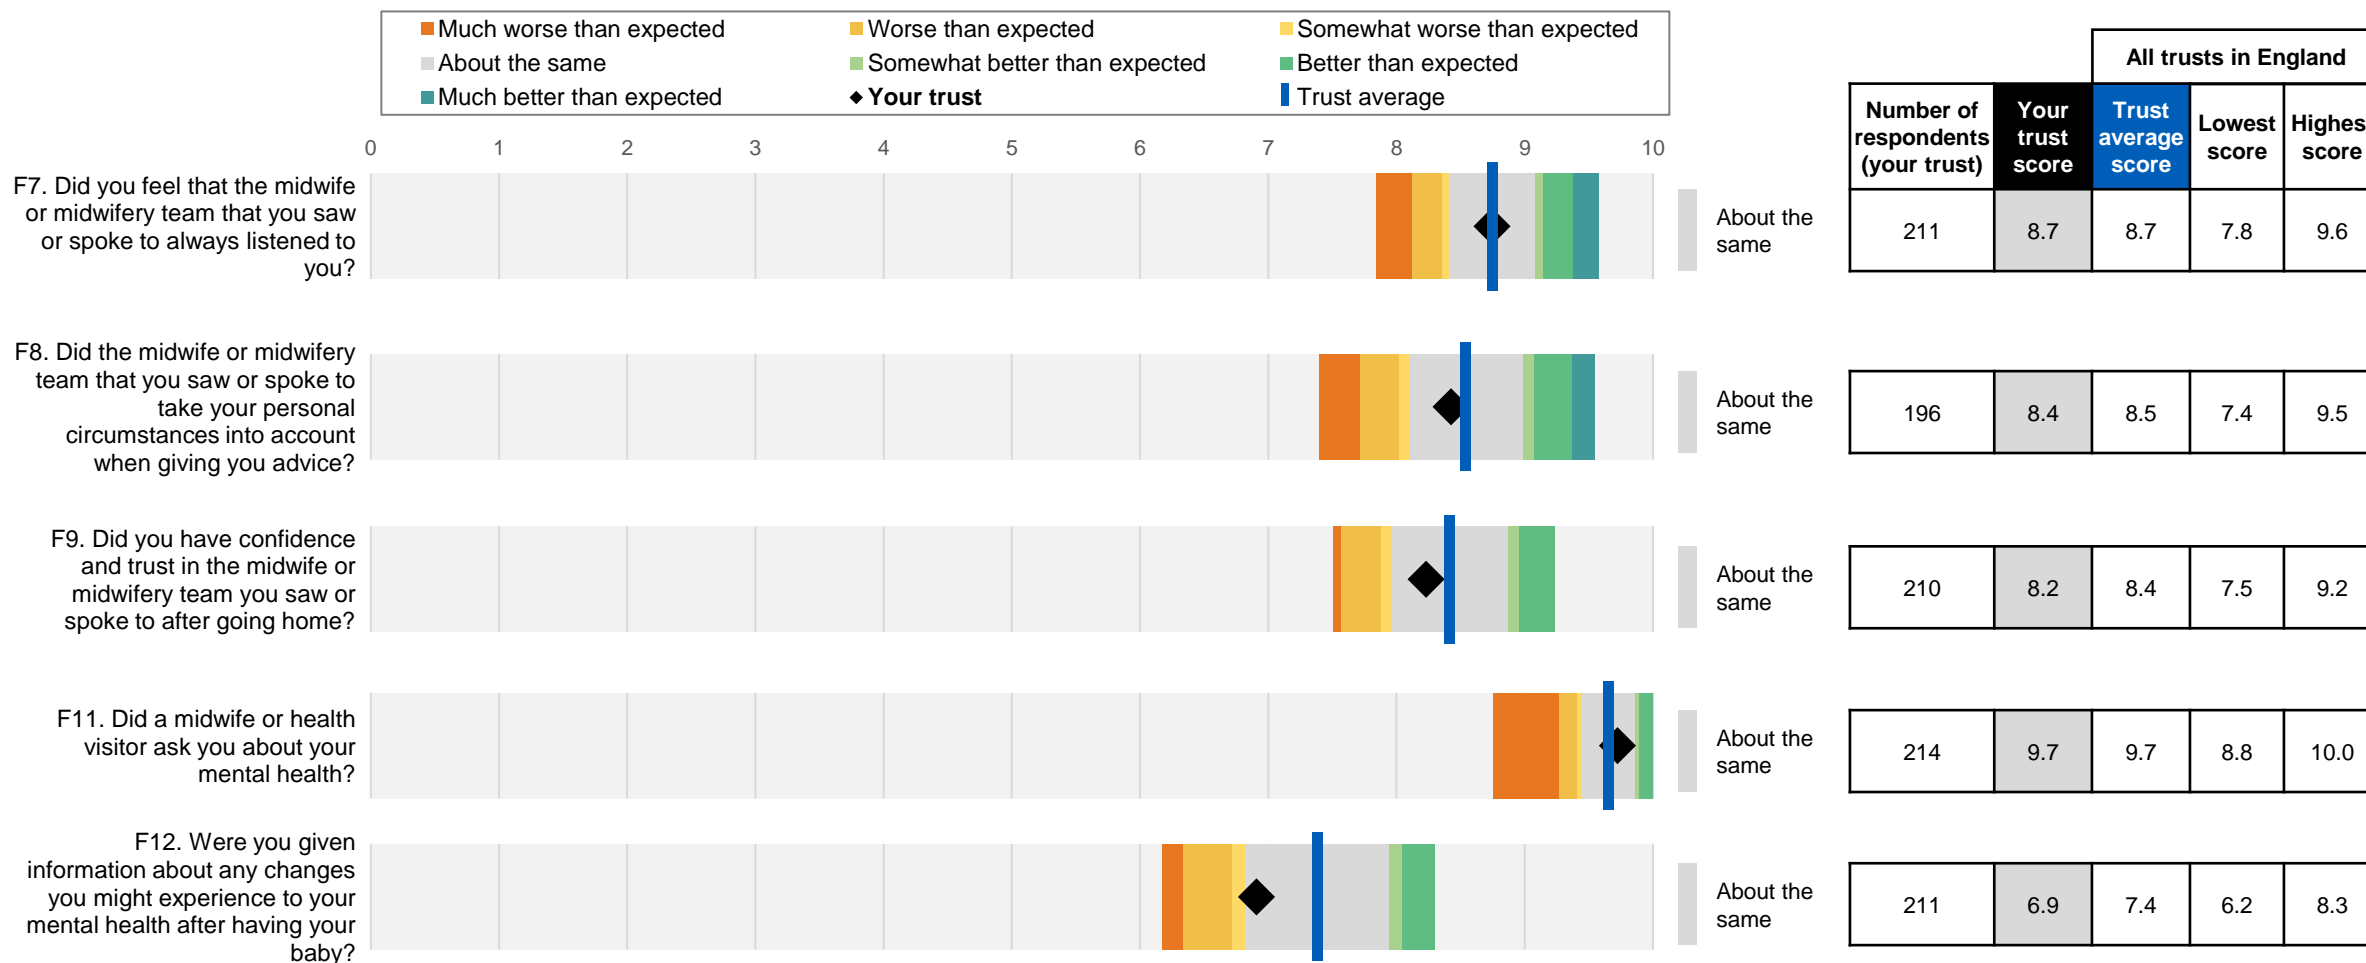 Much worse than expected
Worse than expected
Somewhat worse than expected
About the same
Somewhat better than expected
Better than expected
Much better than expected
Your trust
Trust average
All trusts in England
Number of respondents (your trust)
Your trust score
Trust average score
Lowest score
Highes score
0 1 2 3 4 5 6 7 8 9 10
F7. Did you feel that the midwife
or midwifery team that you saw
or spoke to always listened to
you?
About the
same
211 8.7 8.7 7.8 9.6
F8. Did the midwife or midwifery
team that you saw or spoke to
take your personal
circumstances into account
when giving you advice?
About the
same
196 8.4 8.5 7.4 9.5
F9. Did you have confidence
and trust in the midwife or
midwifery team you saw or
spoke to after going home?
About the
same
210 8.2 8.4 7.5 9.2
F11. Did a midwife or health
visitor ask you about your
mental health?
About the
same
214 9.7 9.7 8.8 10.0
F12. Were you given
information about any changes
you might experience to your
mental health after having your
baby?
About the
same
211 6.9 7.4 6.2 8.3